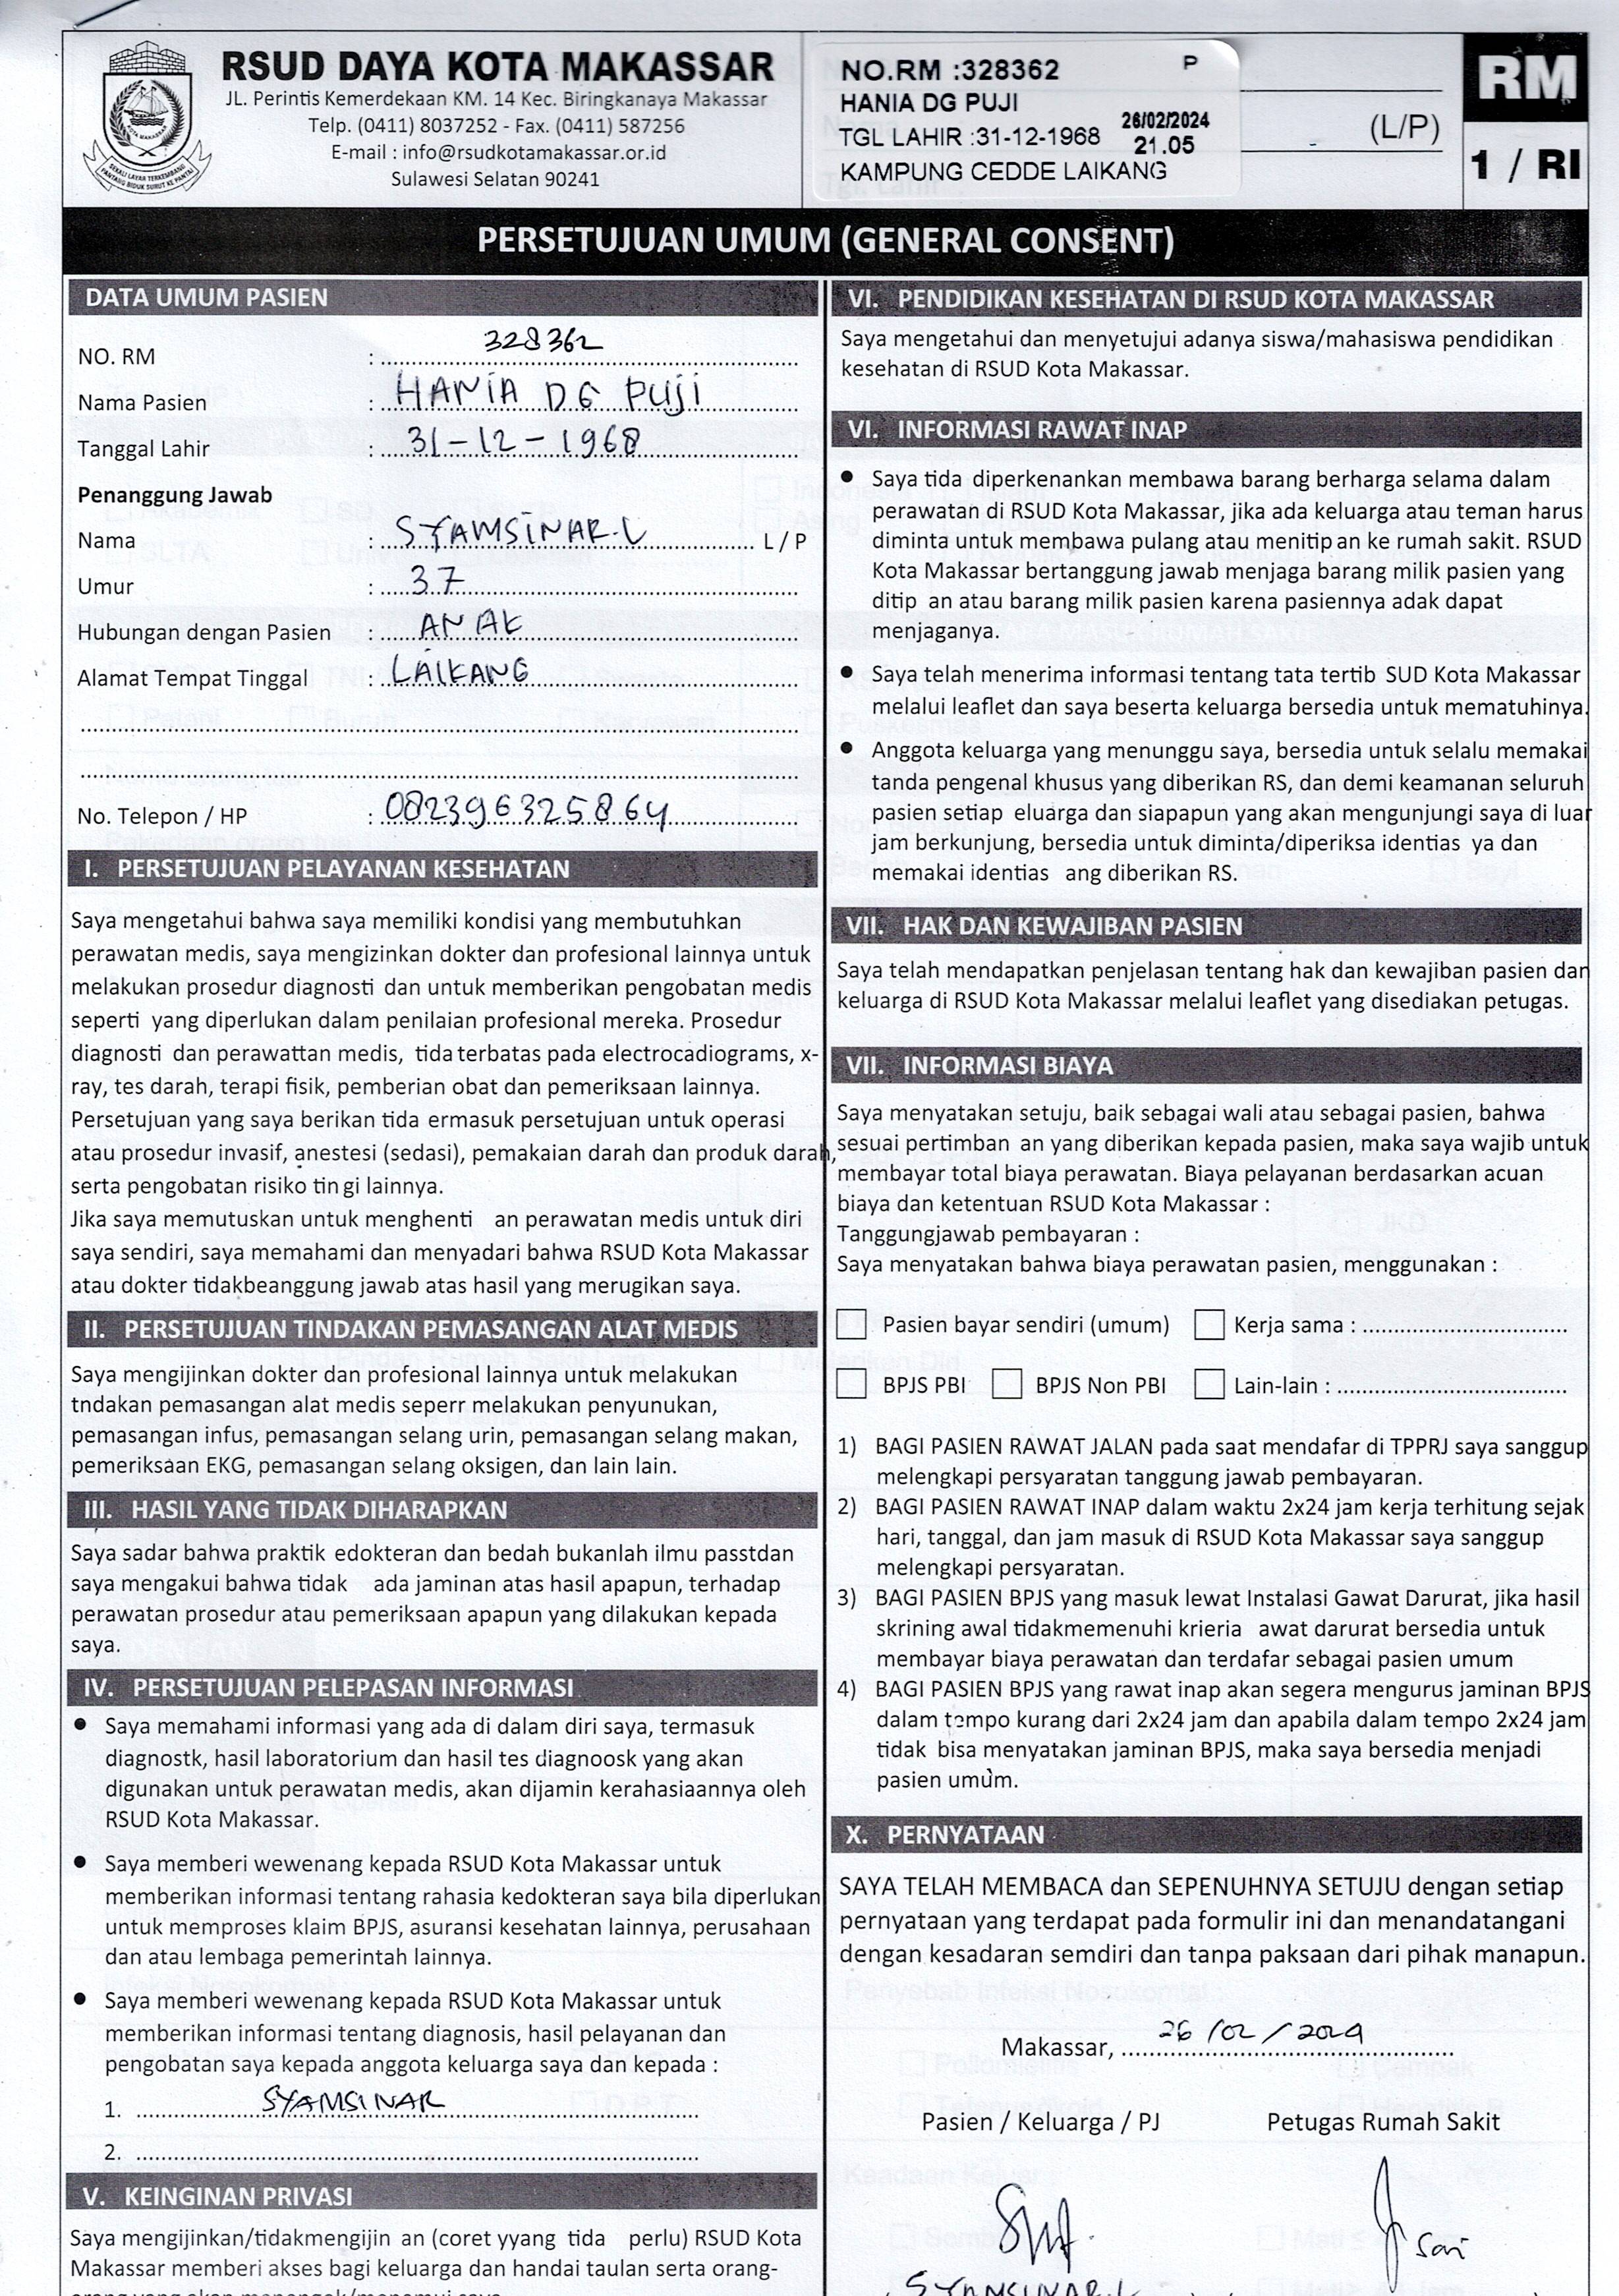 RSUD DAYA KOTA MAKASSAR
JL. Perintis Kemerdekaan KM. 14 Kec. Biringkanaya Makassar
Telp. (0411) 8037252 - Fax. (0411) 587256
E-mail : info@rsudkotamakassar.or.id
Sulawesi Selatan 90241
NO.RM :328362 P
HANIA DG PUJI
TGL LAHIR :31-12-1968 26/02/2024 21.05
KAMPUNG CEDDE LAIKANG
(L/P)
RM
1 / RI
PERSETUJUAN UMUM (GENERAL CONSENT)
DATA UMUM PASIEN
NO. RM : 328362
Nama Pasien : HANIA DG PUJI
Tanggal Lahir : 31-12-1968
Penanggung Jawab
Nama : SYAMSINAR.L L / P
Umur : 37
Hubungan dengan Pasien : ANAK
Alamat Tempat Tinggal : LAIKANG
No. Telepon / HP : 082396325864
I. PERSETUJUAN PELAYANAN KESEHATAN
Saya mengetahui bahwa saya memiliki kondisi yang membutuhkan
perawatan medis, saya mengizinkan dokter dan profesional lainnya untuk
melakukan prosedur diagnosti dan untuk memberikan pengobatan medis
seperti yang diperlukan dalam penilaian profesional mereka. Prosedur
diagnosti dan perawattan medis, tida terbatas pada electrocadiograms, x-
ray, tes darah, terapi fisik, pemberian obat dan pemeriksaan lainnya.
Persetujuan yang saya berikan tida ermasuk persetujuan untuk operasi
atau prosedur invasif, anestesi (sedasi), pemakaian darah dan produk darah,
serta pengobatan risiko tin gi lainnya.
Jika saya memutuskan untuk menghenti an perawatan medis untuk diri
saya sendiri, saya memahami dan menyadari bahwa RSUD Kota Makassar
atau dokter tidakbeanggung jawab atas hasil yang merugikan saya.
II. PERSETUJUAN TINDAKAN PEMASANGAN ALAT MEDIS
Saya mengijinkan dokter dan profesional lainnya untuk melakukan
tndakan pemasangan alat medis seperr melakukan penyunukan,
pemasangan infus, pemasangan selang urin, pemasangan selang makan,
pemeriksaan EKG, pemasangan selang oksigen, dan lain lain.
III. HASIL YANG TIDAK DIHARAPKAN
Saya sadar bahwa praktik edokteran dan bedah bukanlah ilmu passtdan
saya mengakui bahwa tidak ada jaminan atas hasil apapun, terhadap
perawatan prosedur atau pemeriksaan apapun yang dilakukan kepada
saya.
IV. PERSETUJUAN PELEPASAN INFORMASI
● Saya memahami informasi yang ada di dalam diri saya, termasuk
diagnostk, hasil laboratorium dan hasil tes diagnoosk yang akan
digunakan untuk perawatan medis, akan dijamin kerahasiaannya oleh
RSUD Kota Makassar.
● Saya memberi wewenang kepada RSUD Kota Makassar untuk
memberikan informasi tentang rahasia kedokteran saya bila diperlukan
untuk memproses klaim BPJS, asuransi kesehatan lainnya, perusahaan
dan atau lembaga pemerintah lainnya.
● Saya memberi wewenang kepada RSUD Kota Makassar untuk
memberikan informasi tentang diagnosis, hasil pelayanan dan
pengobatan saya kepada anggota keluarga saya dan kepada :
1. SYAMSINAR
2.
V. KEINGINAN PRIVASI
Saya mengijinkan/tidakmengijin an (coret yyang tida perlu) RSUD Kota
Makassar memberi akses bagi keluarga dan handai taulan serta orang-
VI. PENDIDIKAN KESEHATAN DI RSUD KOTA MAKASSAR
Saya mengetahui dan menyetujui adanya siswa/mahasiswa pendidikan
kesehatan di RSUD Kota Makassar.
VI. INFORMASI RAWAT INAP
● Saya tida diperkenankan membawa barang berharga selama dalam
perawatan di RSUD Kota Makassar, jika ada keluarga atau teman harus
diminta untuk membawa pulang atau menitip an ke rumah sakit. RSUD
Kota Makassar bertanggung jawab menjaga barang milik pasien yang
ditip an atau barang milik pasien karena pasiennya adak dapat
menjaganya.
● Saya telah menerima informasi tentang tata tertib SUD Kota Makassar
melalui leaflet dan saya beserta keluarga bersedia untuk mematuhinya.
● Anggota keluarga yang menunggu saya, bersedia untuk selalu memakai
tanda pengenal khusus yang diberikan RS, dan demi keamanan seluruh
pasien setiap eluarga dan siapapun yang akan mengunjungi saya di luar
jam berkunjung, bersedia untuk diminta/diperiksa identias ya dan
memakai identias ang diberikan RS.
VII. HAK DAN KEWAJIBAN PASIEN
Saya telah mendapatkan penjelasan tentang hak dan kewajiban pasien dan
keluarga di RSUD Kota Makassar melalui leaflet yang disediakan petugas.
VII. INFORMASI BIAYA
Saya menyatakan setuju, baik sebagai wali atau sebagai pasien, bahwa
sesuai pertimban an yang diberikan kepada pasien, maka saya wajib untuk
membayar total biaya perawatan. Biaya pelayanan berdasarkan acuan
biaya dan ketentuan RSUD Kota Makassar :
Tanggungjawab pembayaran :
Saya menyatakan bahwa biaya perawatan pasien, menggunakan :
Pasien bayar sendiri (umum) Kerja sama :
BPJS PBI BPJS Non PBI Lain-lain :
1) BAGI PASIEN RAWAT JALAN pada saat mendafar di TPPRJ saya sanggup
melengkapi persyaratan tanggung jawab pembayaran.
2) BAGI PASIEN RAWAT INAP dalam waktu 2x24 jam kerja terhitung sejak
hari, tanggal, dan jam masuk di RSUD Kota Makassar saya sanggup
melengkapi persyaratan.
3) BAGI PASIEN BPJS yang masuk lewat Instalasi Gawat Darurat, jika hasil
skrining awal tidakmemenuhi krieria awat darurat bersedia untuk
membayar biaya perawatan dan terdafar sebagai pasien umum
4) BAGI PASIEN BPJS yang rawat inap akan segera mengurus jaminan BPJS
dalam tempo kurang dari 2x24 jam dan apabila dalam tempo 2x24 jam
tidak bisa menyatakan jaminan BPJS, maka saya bersedia menjadi
pasien umum.
X. PERNYATAAN
SAYA TELAH MEMBACA dan SEPENUHNYA SETUJU dengan setiap
pernyataan yang terdapat pada formulir ini dan menandatangani
dengan kesadaran semdiri dan tanpa paksaan dari pihak manapun.
Makassar, 26/02/2024
Pasien / Keluarga / PJ Petugas Rumah Sakit
Sari
SYAMSINAR.L